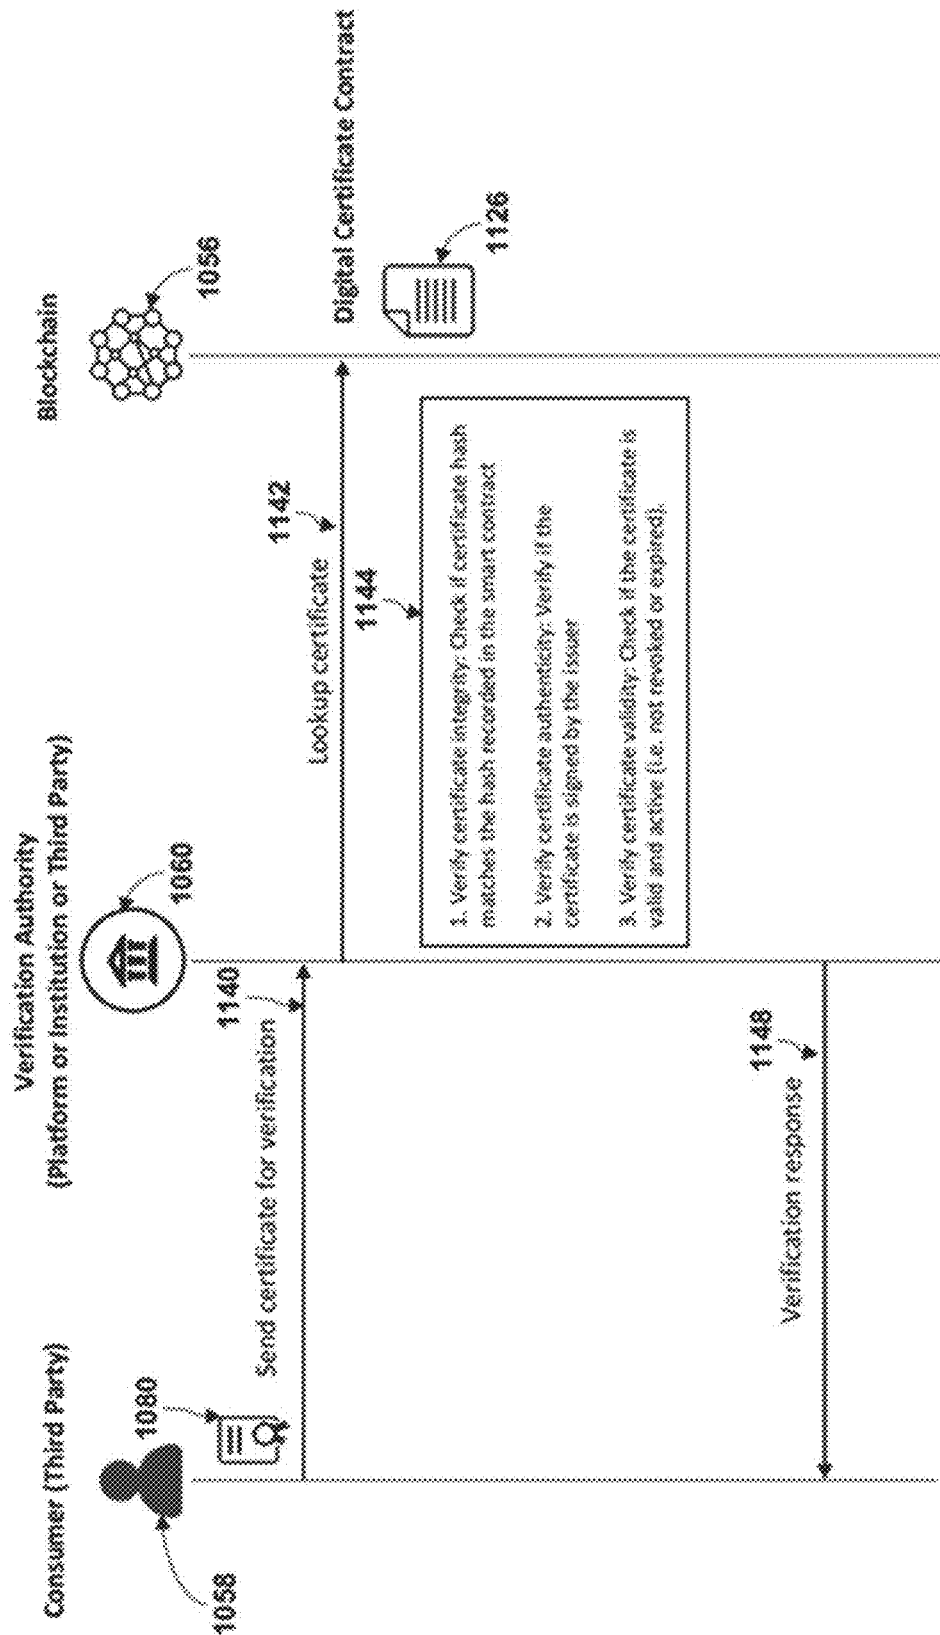 Consumer (Third Party)
Verification Authority
(Platform or Institution or Third Party)
Blockchain
1058
1080
1060
1056
Send certificate for verification
1140
Lookup certificate
1142
Digital Certificate Contract
1126
1144
1. Verify certificate integrity: Check if certificate hash
matches the hash recorded in the smart contract
2. Verify certificate authenticity: Verify if the
certificate is signed by the issuer
3. Verify certificate validity: Check if the certificate is
valid and active (i.e. not revoked or expired).
Verification response
1148